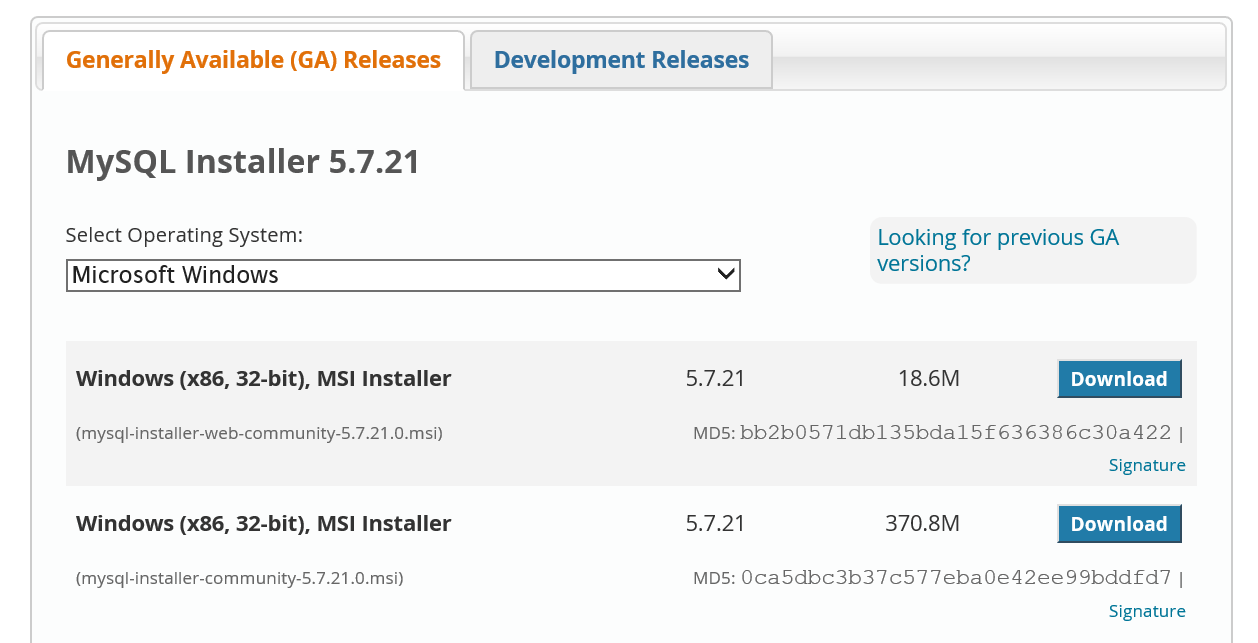 Generally Available (GA) Releases
Development Releases
MySQL Installer 5.7.21
Select Operating System:
Looking for previous GA
versions?
Microsoft Windows
Windows (x86, 32-bit), MSI Installer 5.7.21 18.6M Download
(mysql-installer-web-community-5.7.21.0.msi) MD5: bb2b0571db135bda15f636386c30a422 |
Signature
Windows (x86, 32-bit), MSI Installer 5.7.21 370.8M Download
(mysql-installer-community-5.7.21.0.msi) MD5: 0ca5dbc3b37c577eba0e42ee99bddfd7 |
Signature